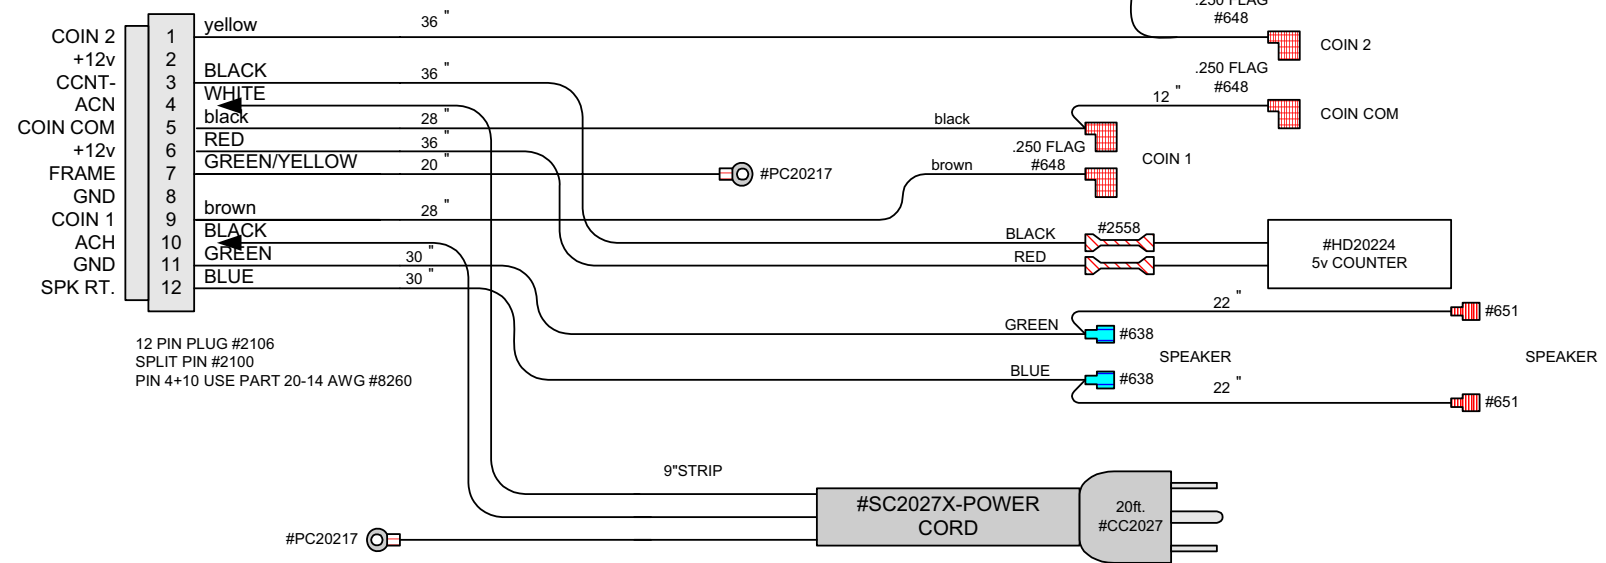 .250 FLAG
#648
COIN 2 1 yellow 36 "
COIN 2
+12v 2
CCNT- 3 BLACK 36 "
.250 FLAG
#648
ACN 4 WHITE
12 "
COIN COM
COIN COM 5 black 28 " black
+12v 6 RED 36 "
.250 FLAG
#648
COIN 1
FRAME 7 GREEN/YELLOW 20 " #PC20217
brown
GND 8
COIN 1 9 brown 28 "
ACH 10 BLACK
BLACK #2558
#HD20224
5v COUNTER
GND 11 GREEN 30 "
RED
SPK RT. 12 BLUE 30 "
22 "
#651
GREEN #638
12 PIN PLUG #2106
SPLIT PIN #2100
PIN 4+10 USE PART 20-14 AWG #8260
SPEAKER
SPEAKER
BLUE #638
22 "
#651
9"STRIP
#SC2027X-POWER
CORD
20ft.
#CC2027
#PC20217